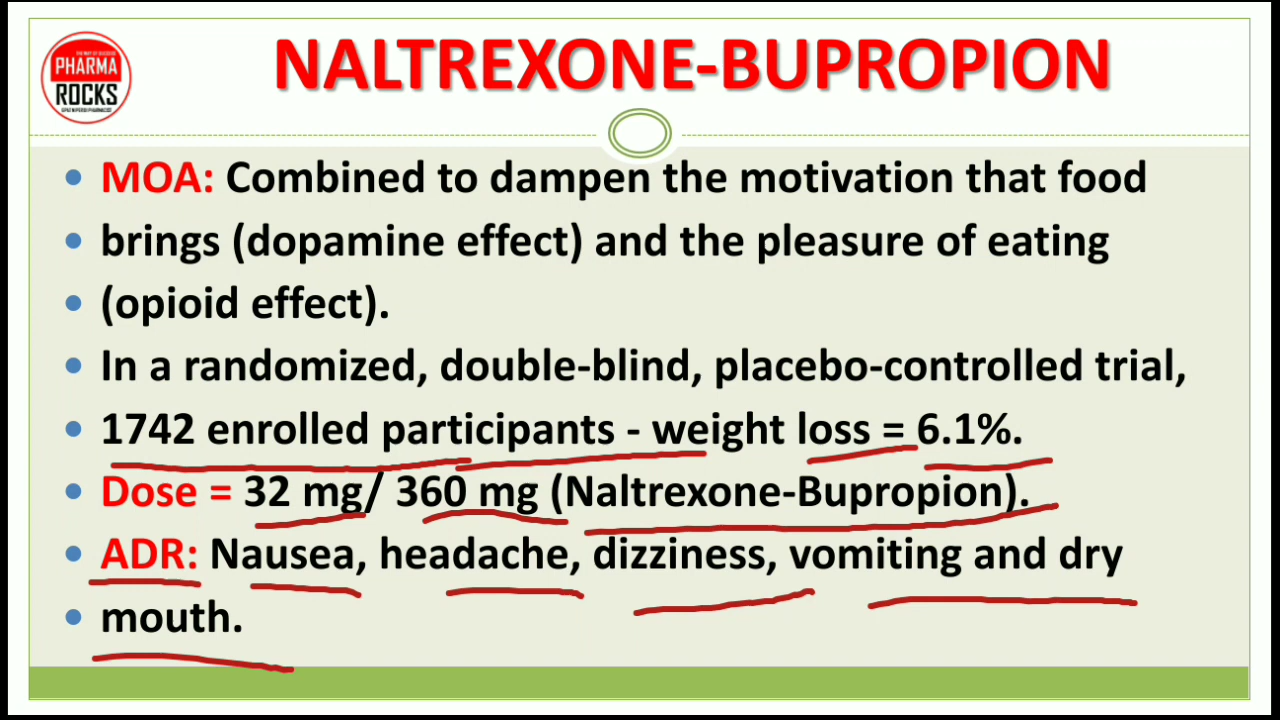 PHARMA
ROCKS
NALTREXONE-BUPROPION
• MOA: Combined to dampen the motivation that food
• brings (dopamine effect) and the pleasure of eating
• (opioid effect).
• In a randomized, double-blind, placebo-controlled trial,
• 1742 enrolled participants - weight loss = 6.1%.
• Dose = 32 mg/ 360 mg (Naltrexone-Bupropion).
• ADR: Nausea, headache, dizziness, vomiting and dry
• mouth.